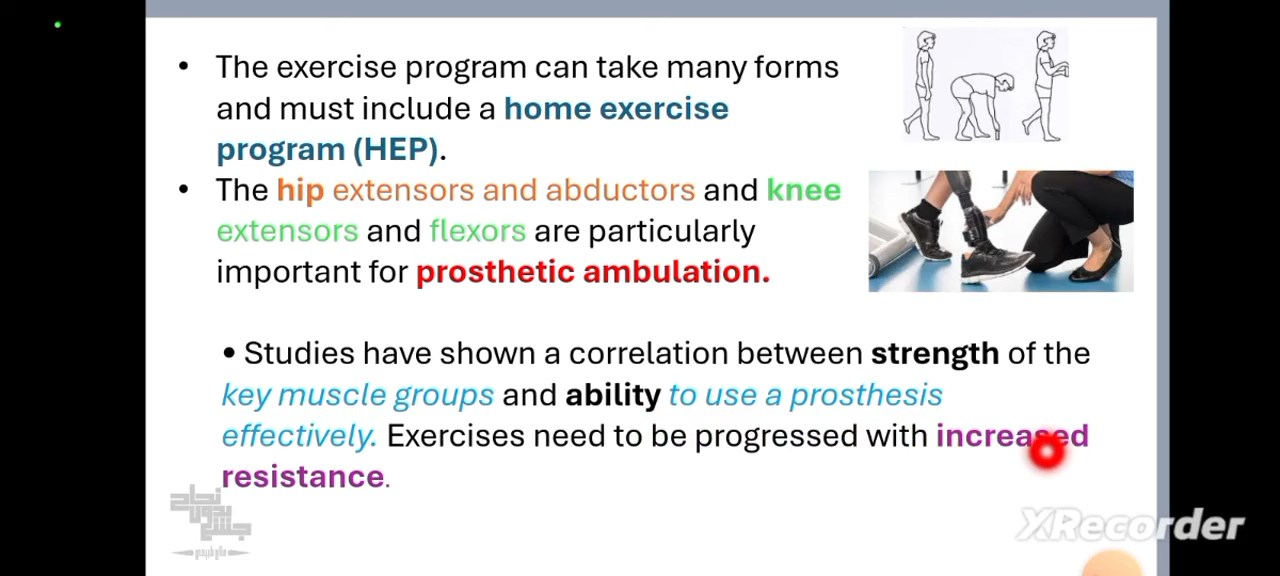 • The exercise program can take many forms
and must include a home exercise
program (HEP).
• The hip extensors and abductors and knee
extensors and flexors are particularly
important for prosthetic ambulation.
• Studies have shown a correlation between strength of the
key muscle groups and ability to use a prosthesis
effectively. Exercises need to be progressed with increased
resistance.
نجاح
بدون
XRecorder